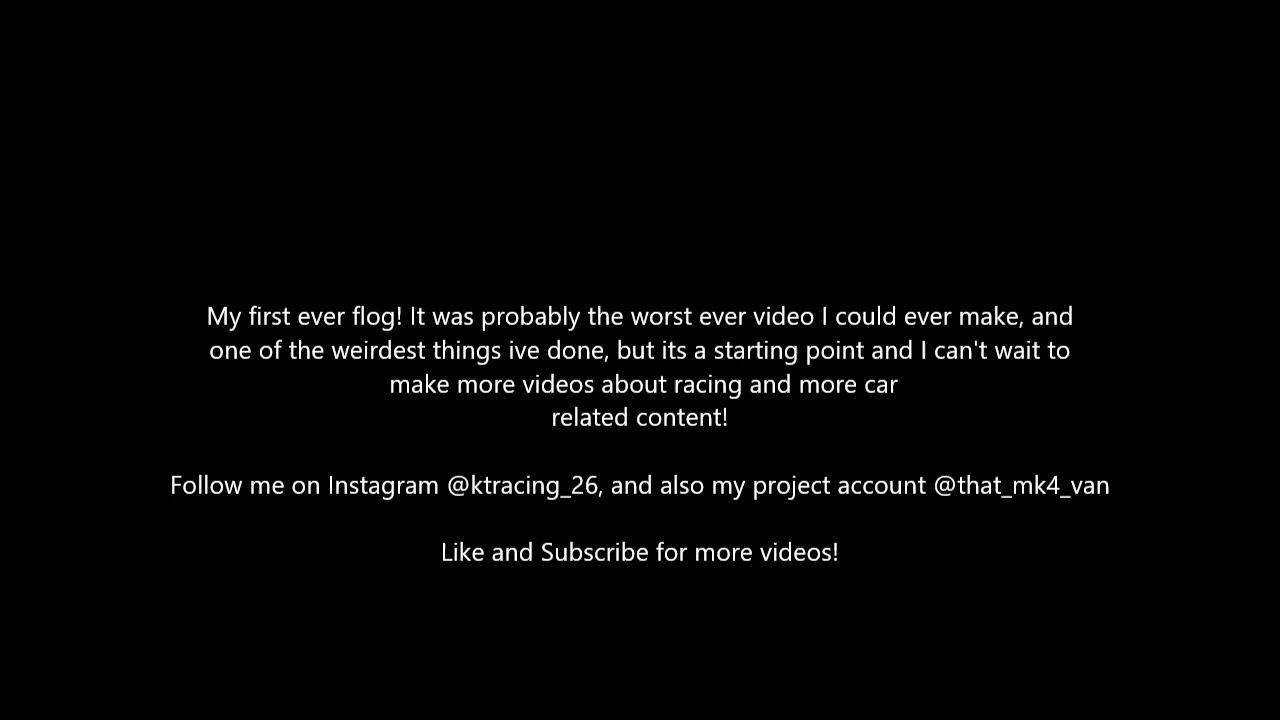 My first ever flog! It was probably the worst ever video I could ever make, and
one of the weirdest things ive done, but its a starting point and I can't wait to
make more videos about racing and more car
related content!
Follow me on Instagram @ktracing_26, and also my project account @that_mk4_van
Like and Subscribe for more videos!